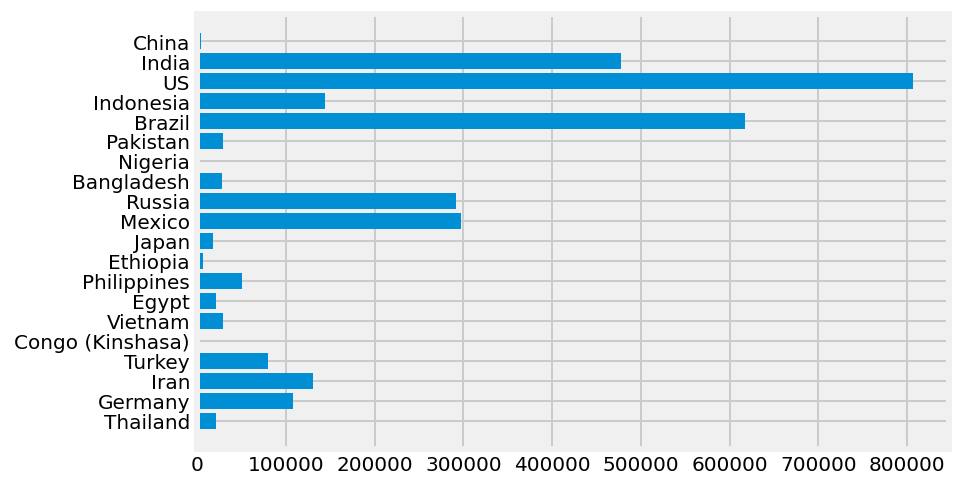 China
India
US
Indonesia
Brazil
Pakistan
Nigeria
Bangladesh
Russia
Mexico
Japan
Ethiopia
Philippines
Egypt
Vietnam
Congo (Kinshasa)
Turkey
Iran
Germany
Thailand
0 100000 200000 300000 400000 500000 600000 700000 800000